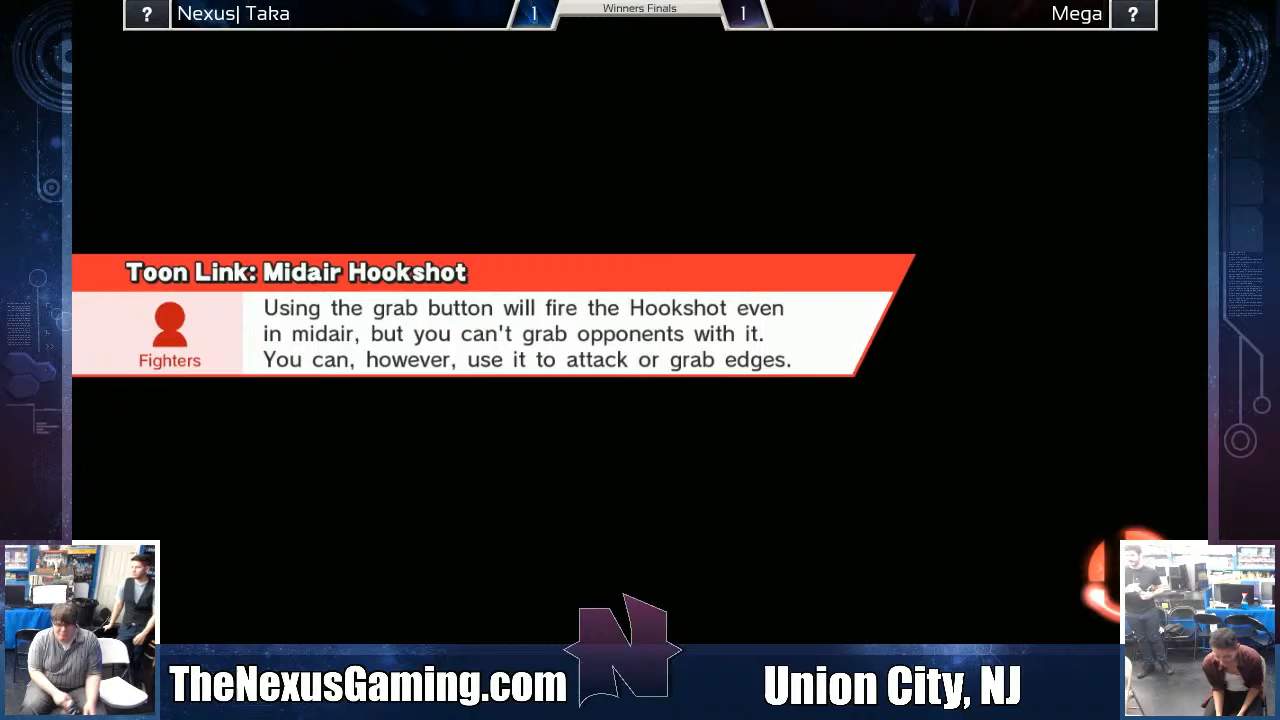 ? Nexus| Taka 1 Winners Finals 1 Mega ?
Toon Link: Midair Hookshot
Using the grab button will fire the Hookshot even
in midair, but you can't grab opponents with it.
You can, however, use it to attack or grab edges.
Fighters
N
TheNexusGaming.com Union City, NJ